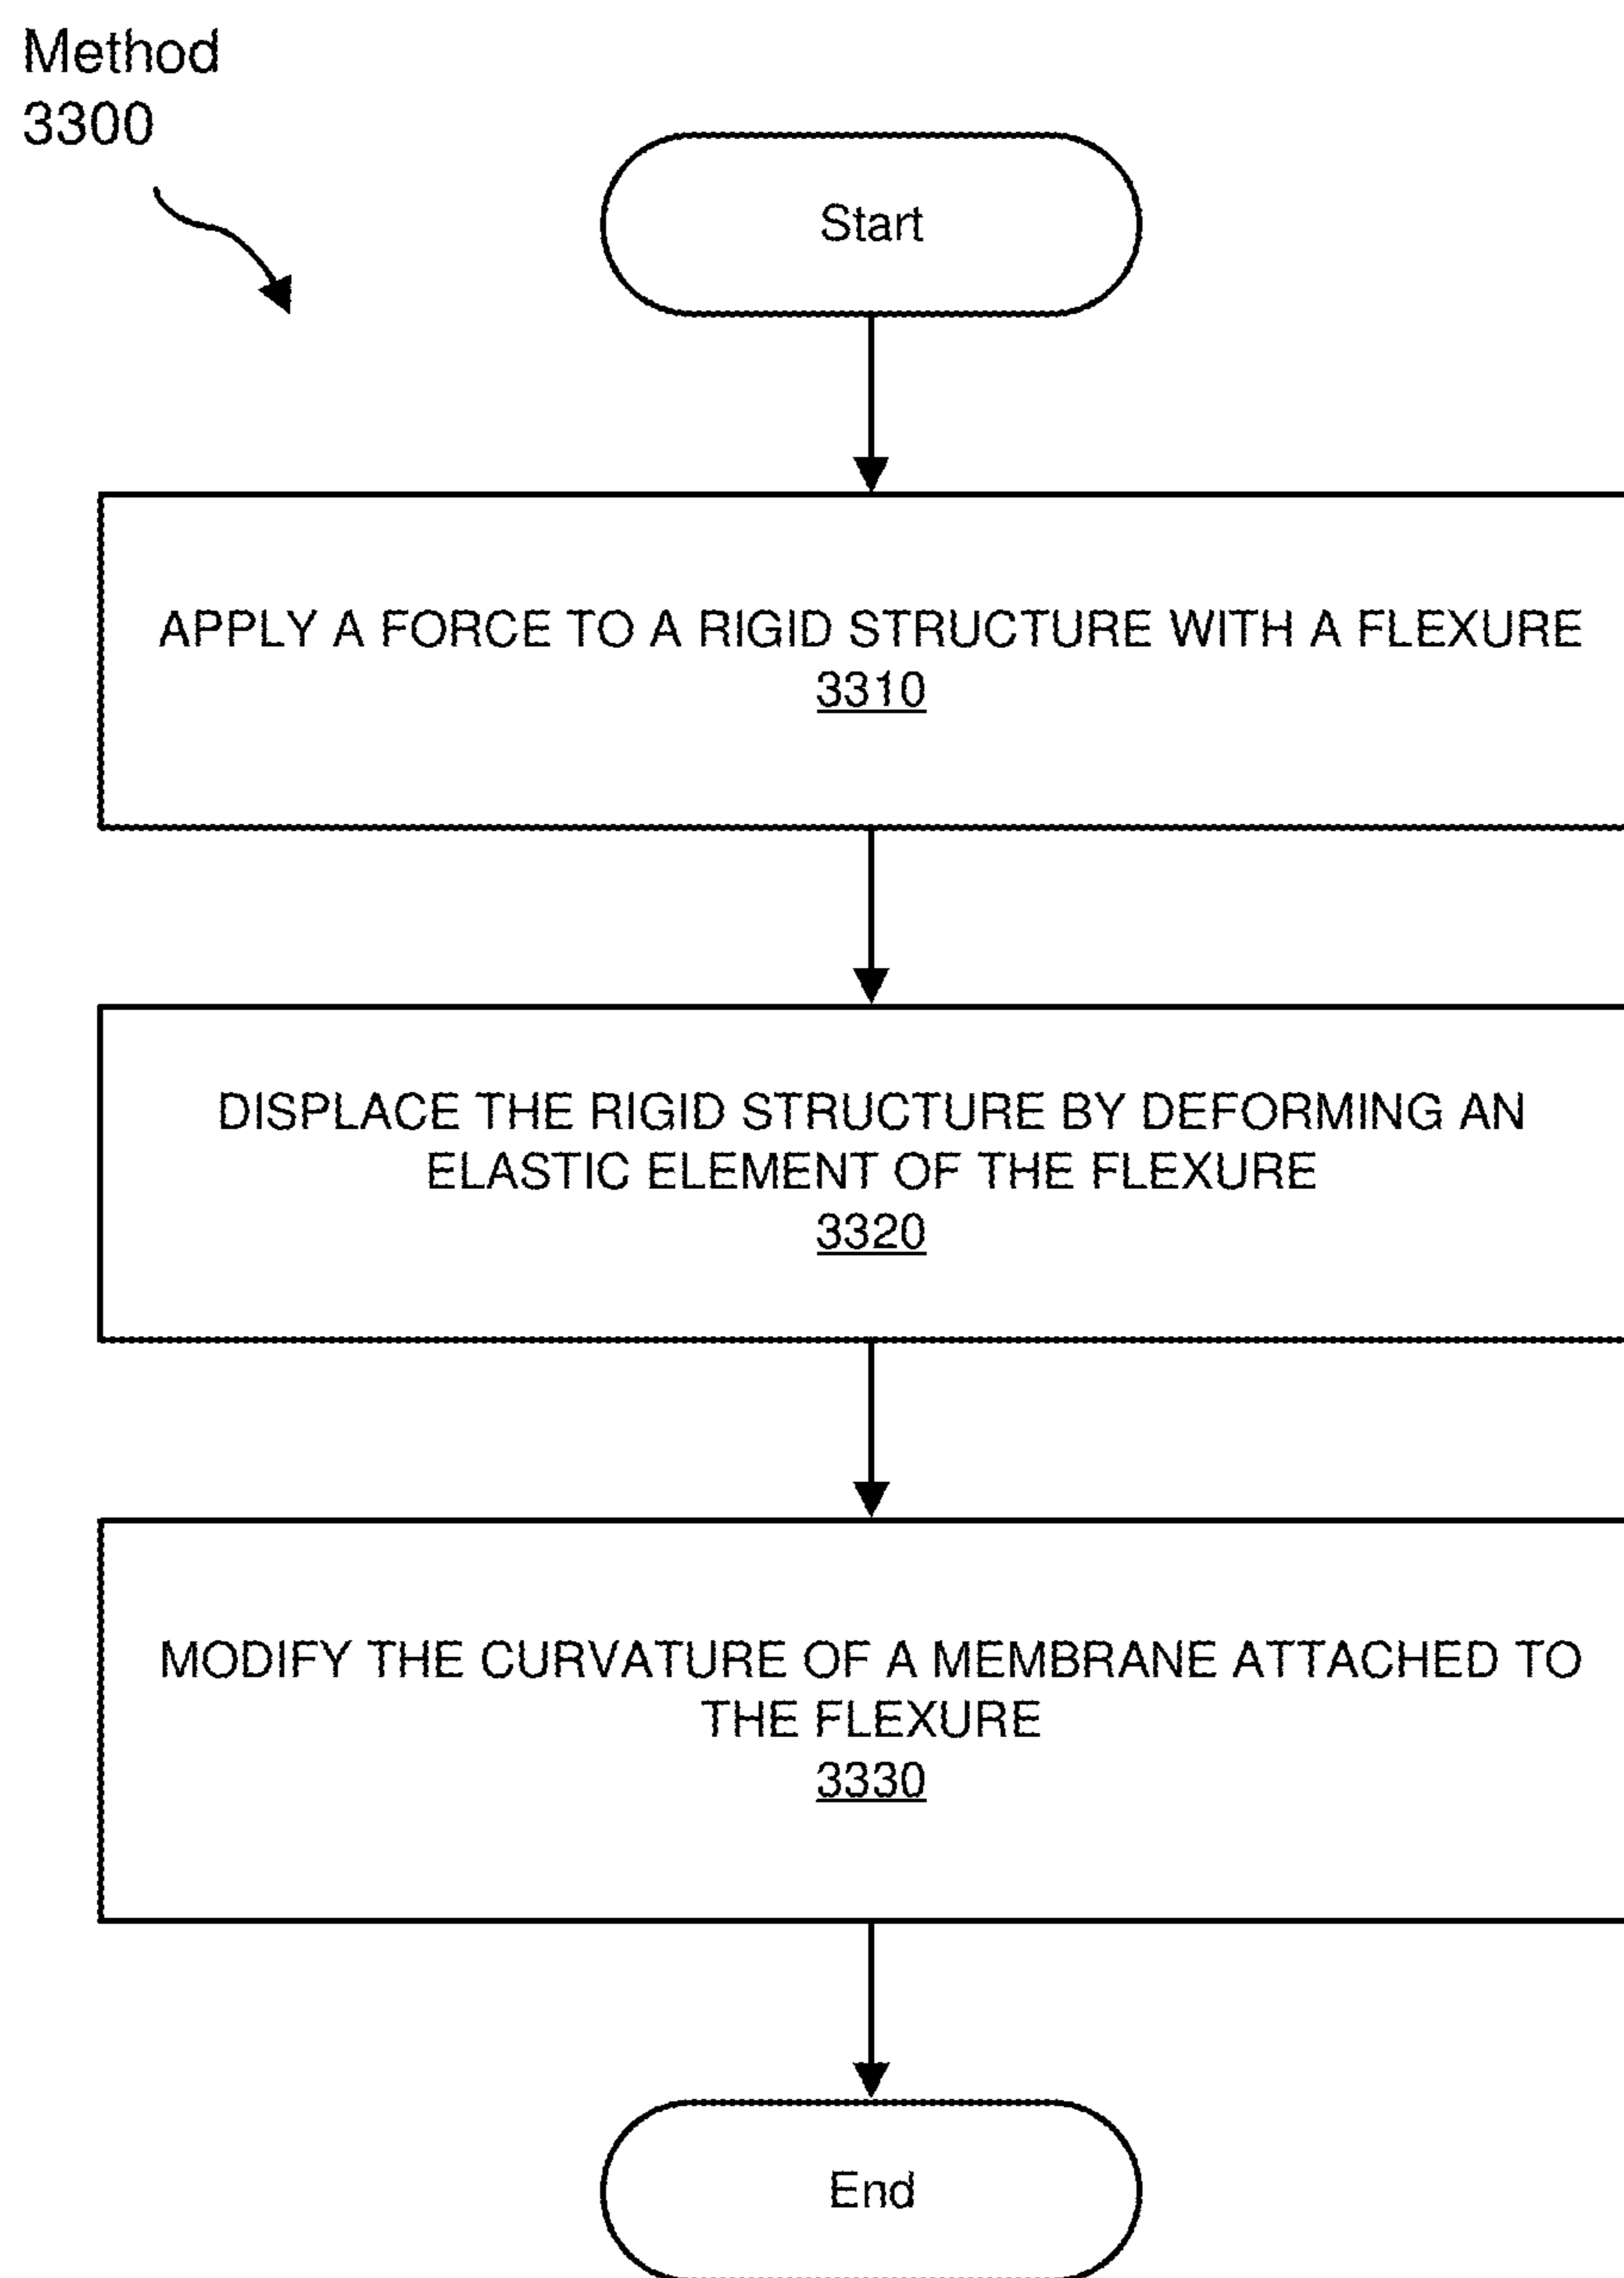 Method
3300
Start
APPLY A FORCE TO A RIGID STRUCTURE WITH A FLEXURE
3310
DISPLACE THE RIGID STRUCTURE BY DEFORMING AN
ELASTIC ELEMENT OF THE FLEXURE
3320
MODIFY THE CURVATURE OF A MEMBRANE ATTACHED TO
THE FLEXURE
3330
End